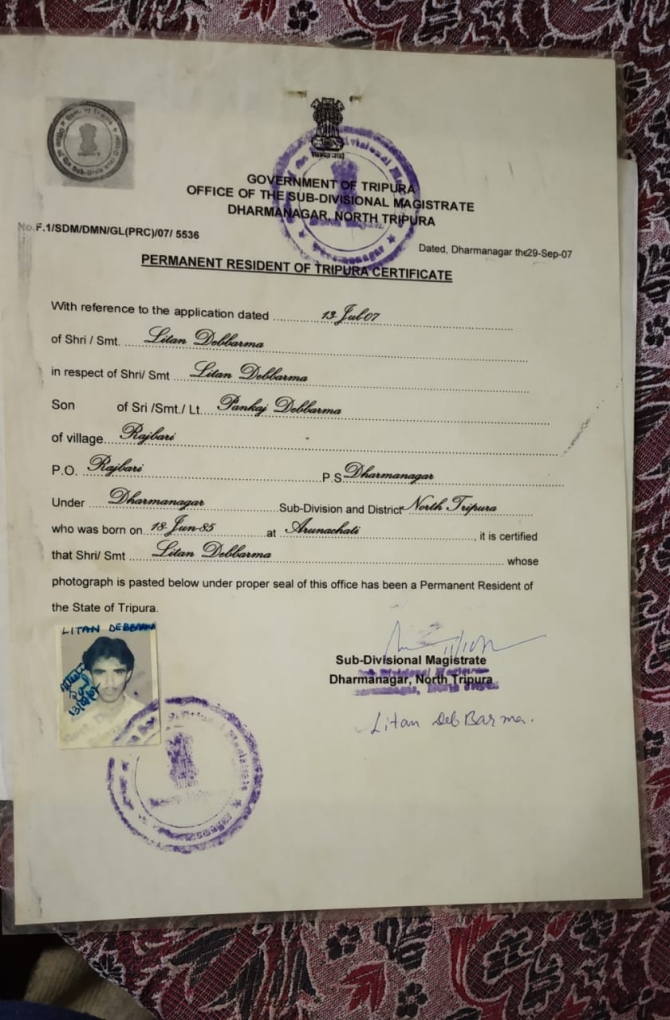 GOVERNMENT OF TRIPURA
OFFICE OF THE SUB-DIVISIONAL MAGISTRATE
DHARMANAGAR, NORTH TRIPURA
No.F.1/SDM/DMN/GL(PRC)/07/ 5536
Dated, Dharmanagar the29-Sep-07
PERMANENT RESIDENT OF TRIPURA CERTIFICATE
With reference to the application dated 13-Jul07
of Shri / Smt. Litan Debbarma
in respect of Shri/ Smt Litan Debbarma
Son of Sri /Smt./ Lt. Pankaj Debbarma
of village Rajbari
P.O. Rajbari P.S Dharmanagar
Under Dharmanagar Sub-Division and District North Tripura
who was born on 18-Jun-85 at Arunachati, it is certified
that Shri/ Smt Litan Debbarma whose
photograph is pasted below under proper seal of this office has been a Permanent Resident of
the State of Tripura.
LITAN DEBBARMA
Sub-Divisional Magistrate
Dharmanagar, North Tripura
Litan Deb Barma.